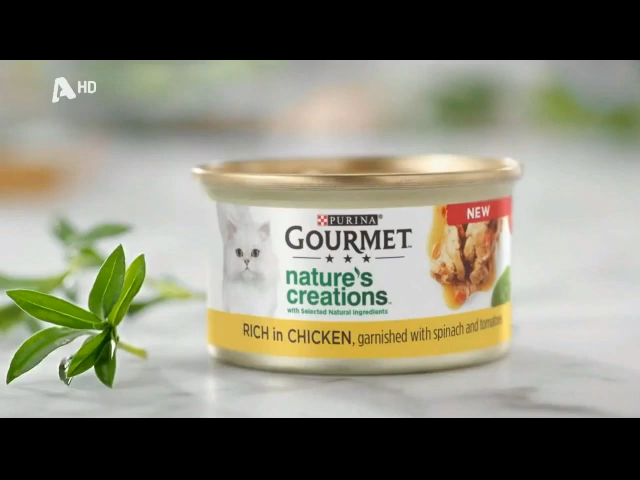 A HD
PURINA
GOURMET
nature's
creations
with Selected Natural Ingredients
NEW
RICH in CHICKEN, garnished with spinach and tomatoes